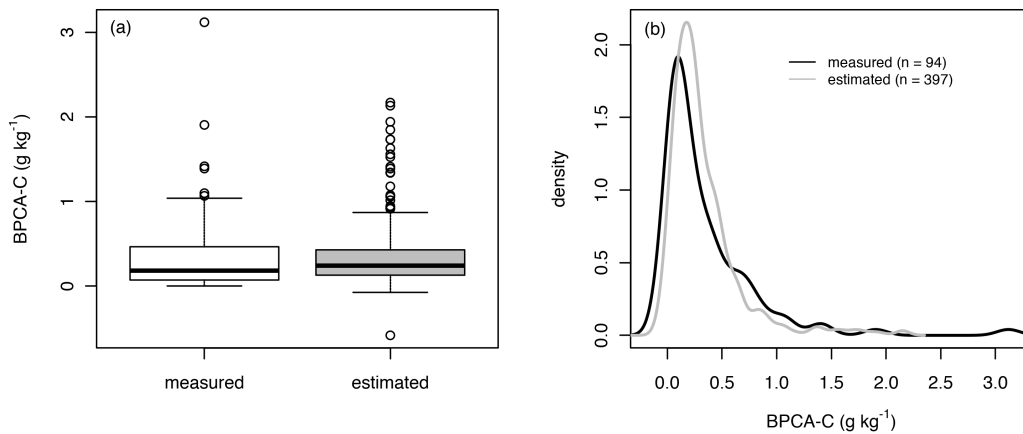 (a)
BPCA-C (g kg⁻¹)
3
2
1
0
measured
estimated
(b)
measured (n = 94)
estimated (n = 397)
density
2.0
1.5
1.0
0.5
0.0
0.0 0.5 1.0 1.5 2.0 2.5 3.0
BPCA-C (g kg⁻¹)